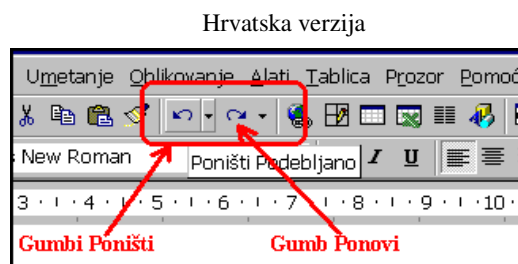 Hrvatska verzija
Umetanje Oblikovanje Alati Tablica Prozor Pomoć
New Roman
Poništi Podebljano I U
3 4 5 6 7 8 9 10
Gumbi Poništi Gumb Ponovi